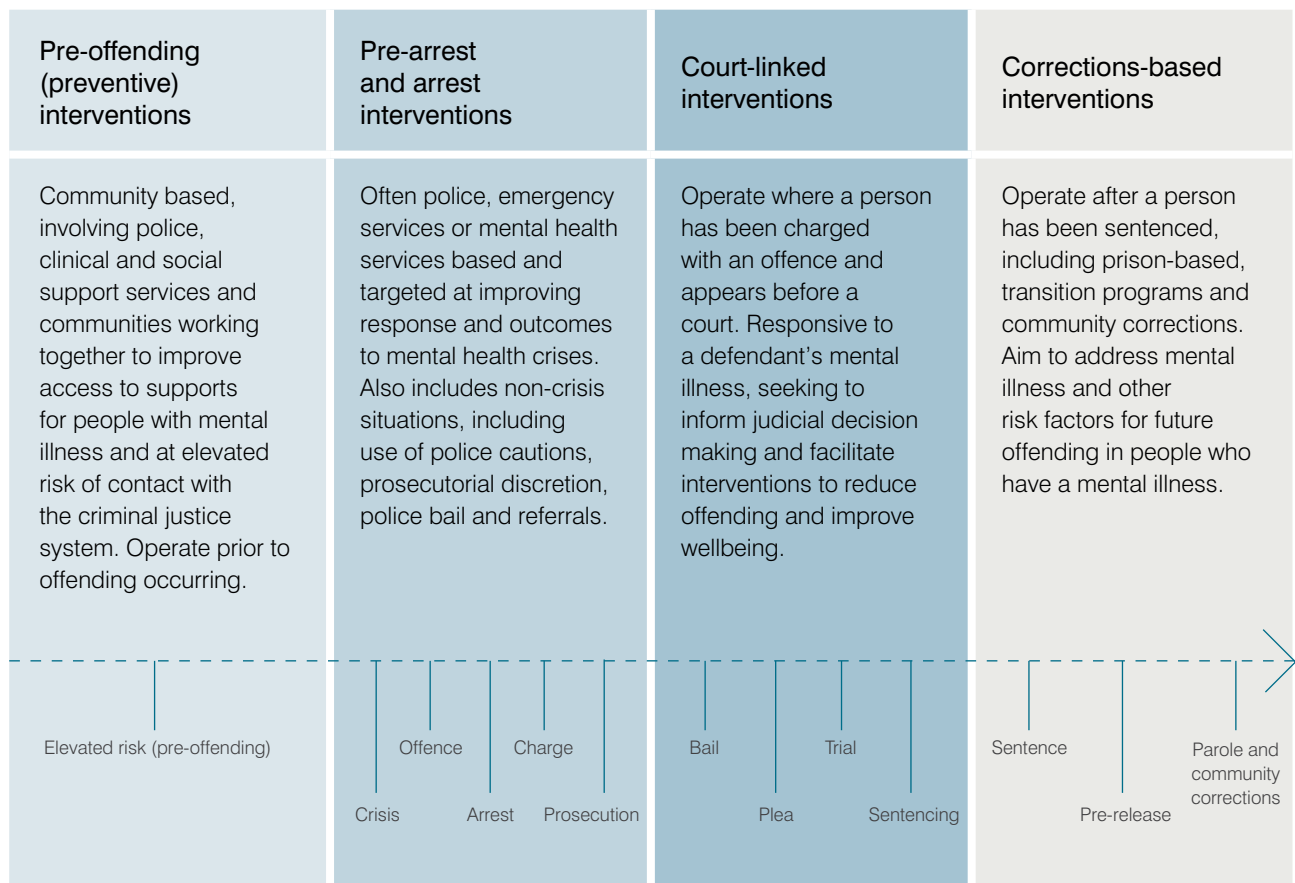 Pre-offending
(preventive)
interventions
Pre-arrest
and arrest
interventions
Court-linked
interventions
Corrections-based
interventions
Community based,
involving police,
clinical and social
support services and
communities working
together to improve
access to supports
for people with mental
illness and at elevated
risk of contact with
the criminal justice
system. Operate prior to
offending occurring.
Often police, emergency
services or mental health
services based and
targeted at improving
response and outcomes
to mental health crises.
Also includes non-crisis
situations, including
use of police cautions,
prosecutorial discretion,
police bail and referrals.
Operate where a person
has been charged
with an offence and
appears before a
court. Responsive to
a defendant’s mental
illness, seeking to
inform judicial decision
making and facilitate
interventions to reduce
offending and improve
wellbeing.
Operate after a person
has been sentenced,
including prison-based,
transition programs and
community corrections.
Aim to address mental
illness and other
risk factors for future
offending in people who
have a mental illness.
Elevated risk (pre-offending)
Crisis
Offence
Arrest
Charge
Prosecution
Bail
Plea
Trial
Sentencing
Sentence
Pre-release
Parole and
community
corrections